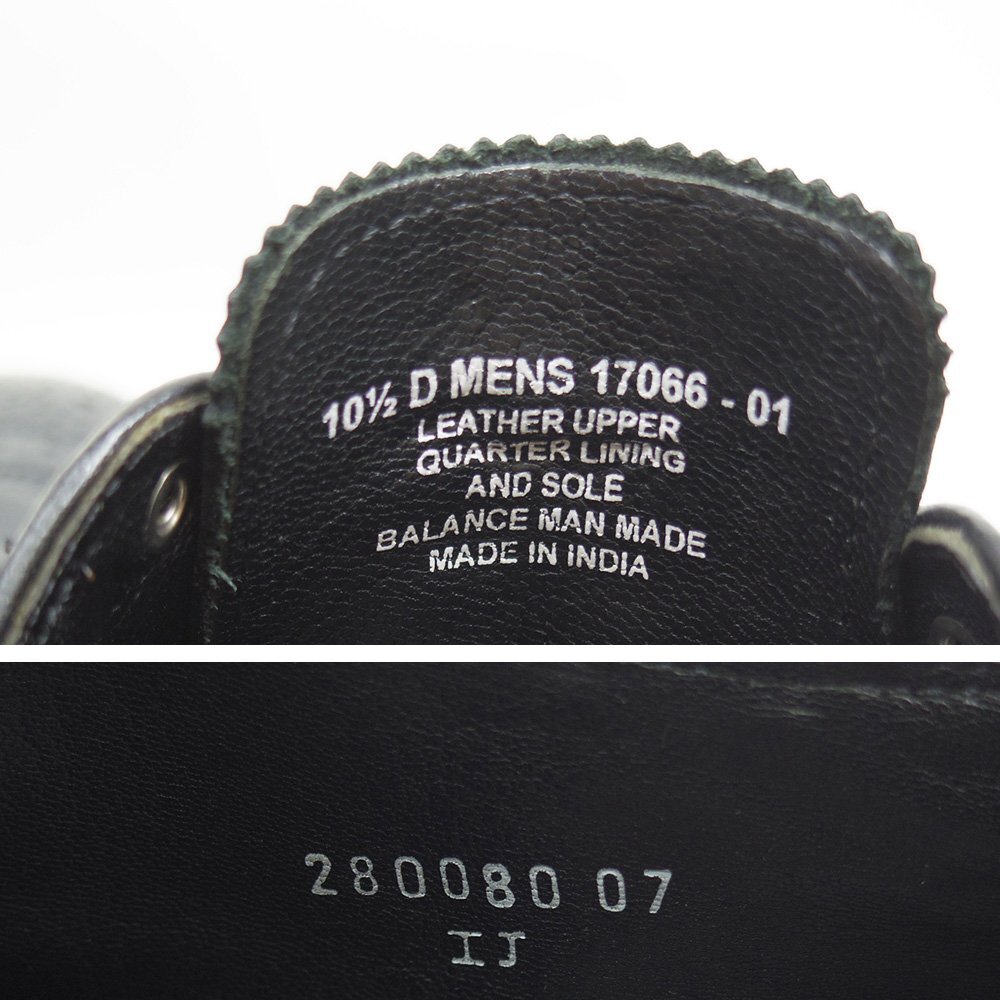 10½ D MENS 17066 - 01
LEATHER UPPER
QUARTER LINING
AND SOLE
BALANCE MAN MADE
MADE IN INDIA
280080 07
IJ